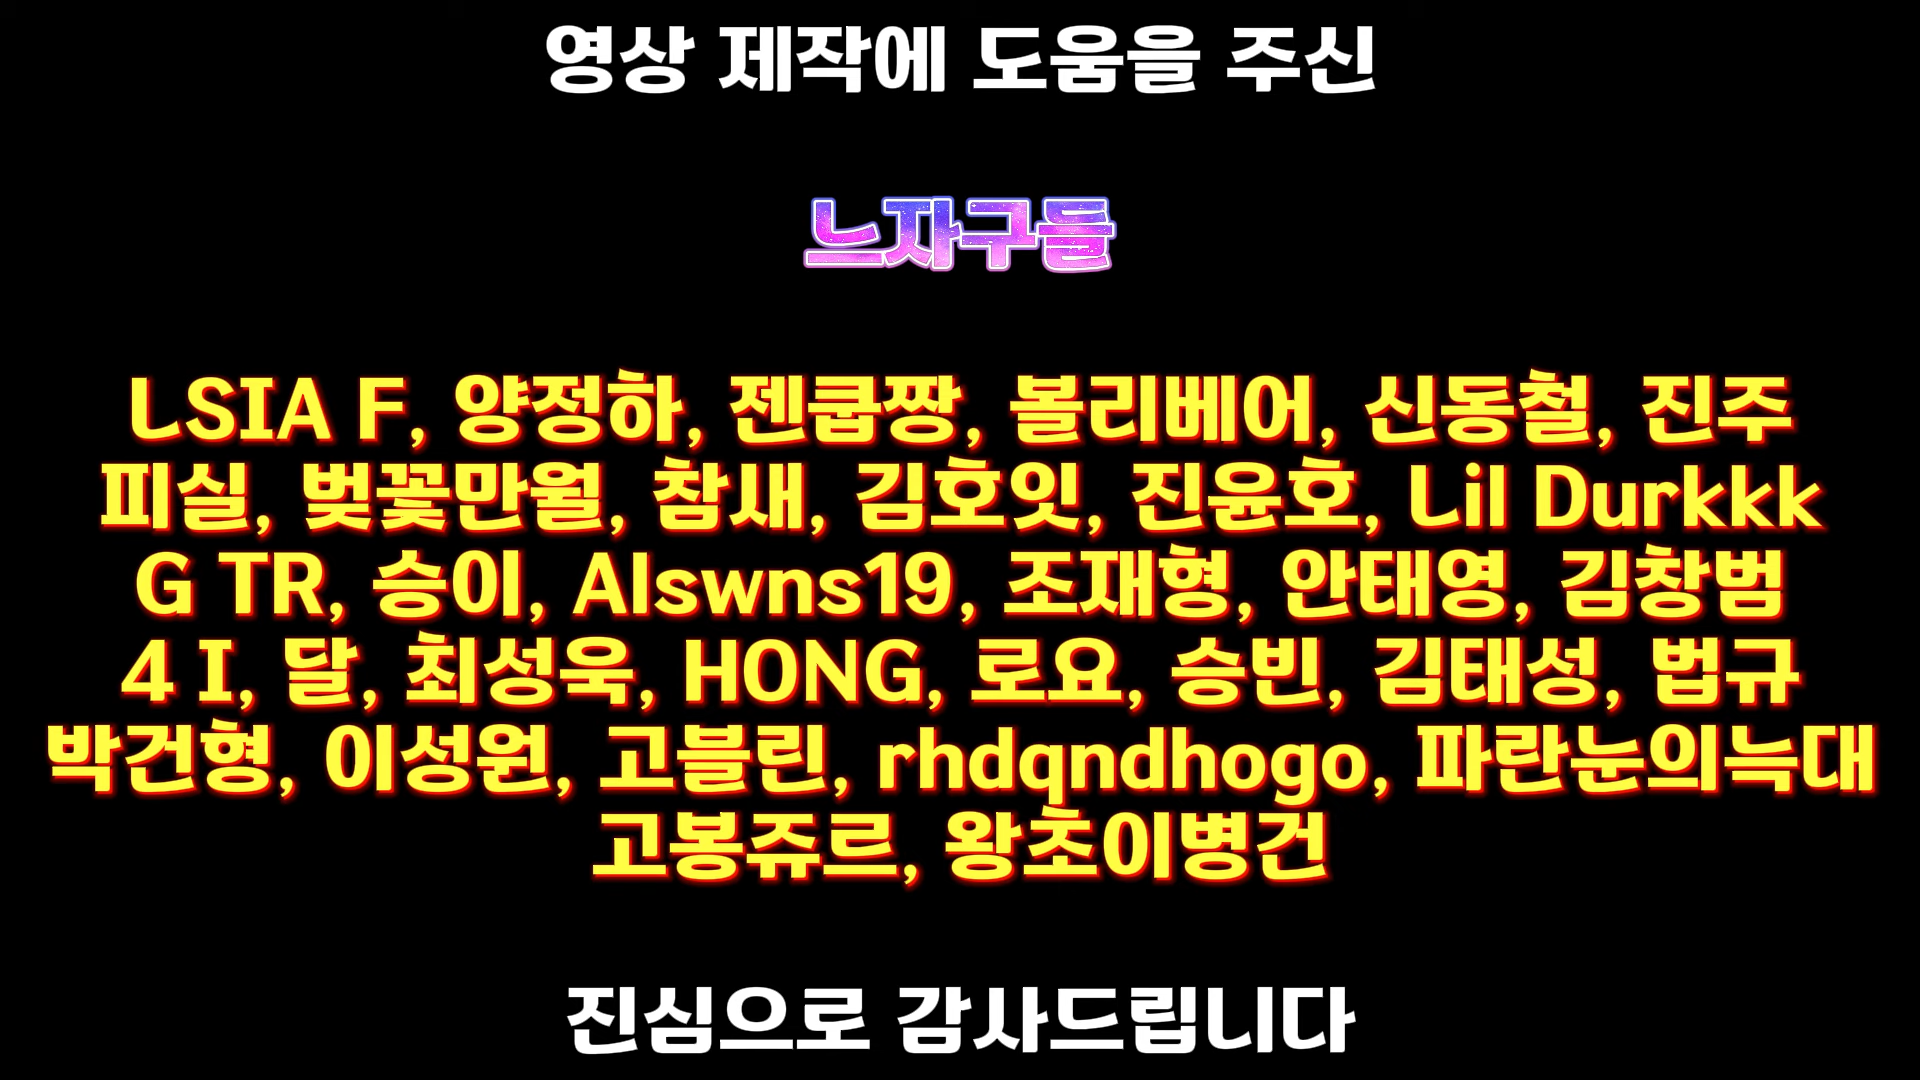 영상 제작에 도움을 주신
느자구들
LSIA F, 양정하, 젠쿱짱, 볼리베어, 신동철, 진주
피실, 벚꽃만월, 참새, 김호잇, 진윤호, Lil Durkkk
G TR, 승이, Alswns19, 조재형, 안태영, 김창범
4 I, 달, 최성욱, HONG, 로요, 승빈, 김태성, 법규
박건형, 이성원, 고블린, rhdqndhogo, 파란눈의늑대
고봉쥬르, 왕초이병건
진심으로 감사드립니다